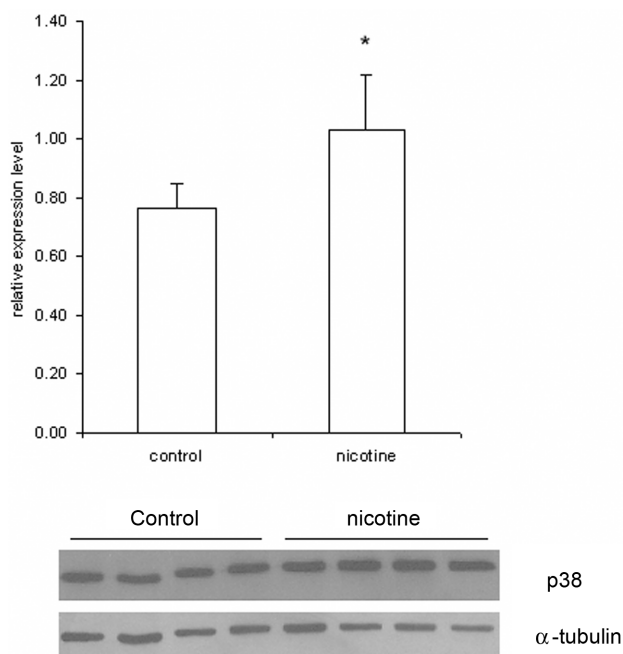 1.40
1.20
*
1.00
0.80
0.60
0.40
0.20
0.00
relative expression level
control nicotine
Control nicotine
p38
α-tubulin